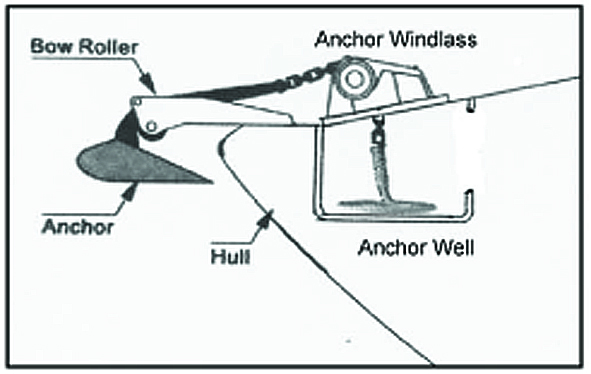 Anchor Windlass
Bow Roller
Anchor
Hull
Anchor Well